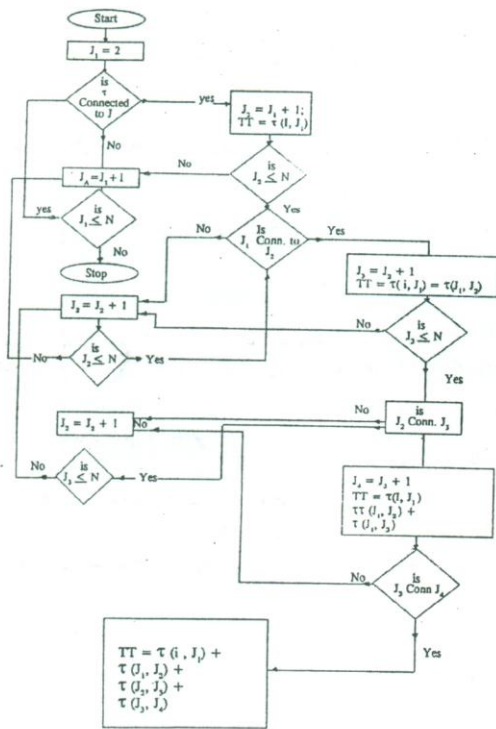 Start
J₁ = 2
is
τ
Connected
to J
yes
J₂ = J₁ + 1;
TT = τ (I, J₁)
No
No
is
J₂ ≤ N
J_A = J₁ + 1
yes
is
J₁ ≤ N
Yes
Is
J₁ Conn. to
J₂
No
Yes
No
Stop
J₃ = J₂ + 1
TT = τ( i, J₁) = τ(J₁, J₂)
J₂ = J₂ + 1
No
is
J₃ ≤ N
is
J₂ ≤ N
No
Yes
Yes
J₂ = J₃ + 1
No
No
is
J₂ Conn. J₃
No
is
J₃ ≤ N
Yes
J₄ = J₃ + 1
TT = τ(I, J₁)
ττ (J₁, J₂) +
τ (J₁, J₃)
No
is
J₃ Conn J₄
Yes
TT = τ (i , J₁) +
τ (J₁, J₂) +
τ (J₂, J₃) +
τ (J₃, J₄)